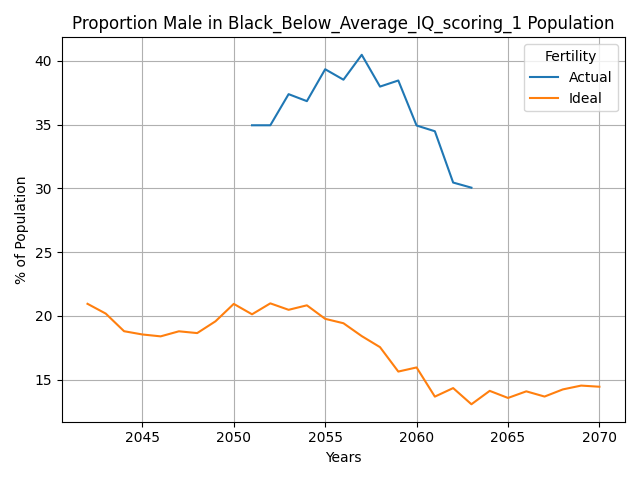 Proportion Male in Black_Below_Average_IQ_scoring_1 Population
Fertility
Actual
Ideal
% of Population
40
35
30
25
20
15
2045
2050
2055
2060
2065
2070
Years